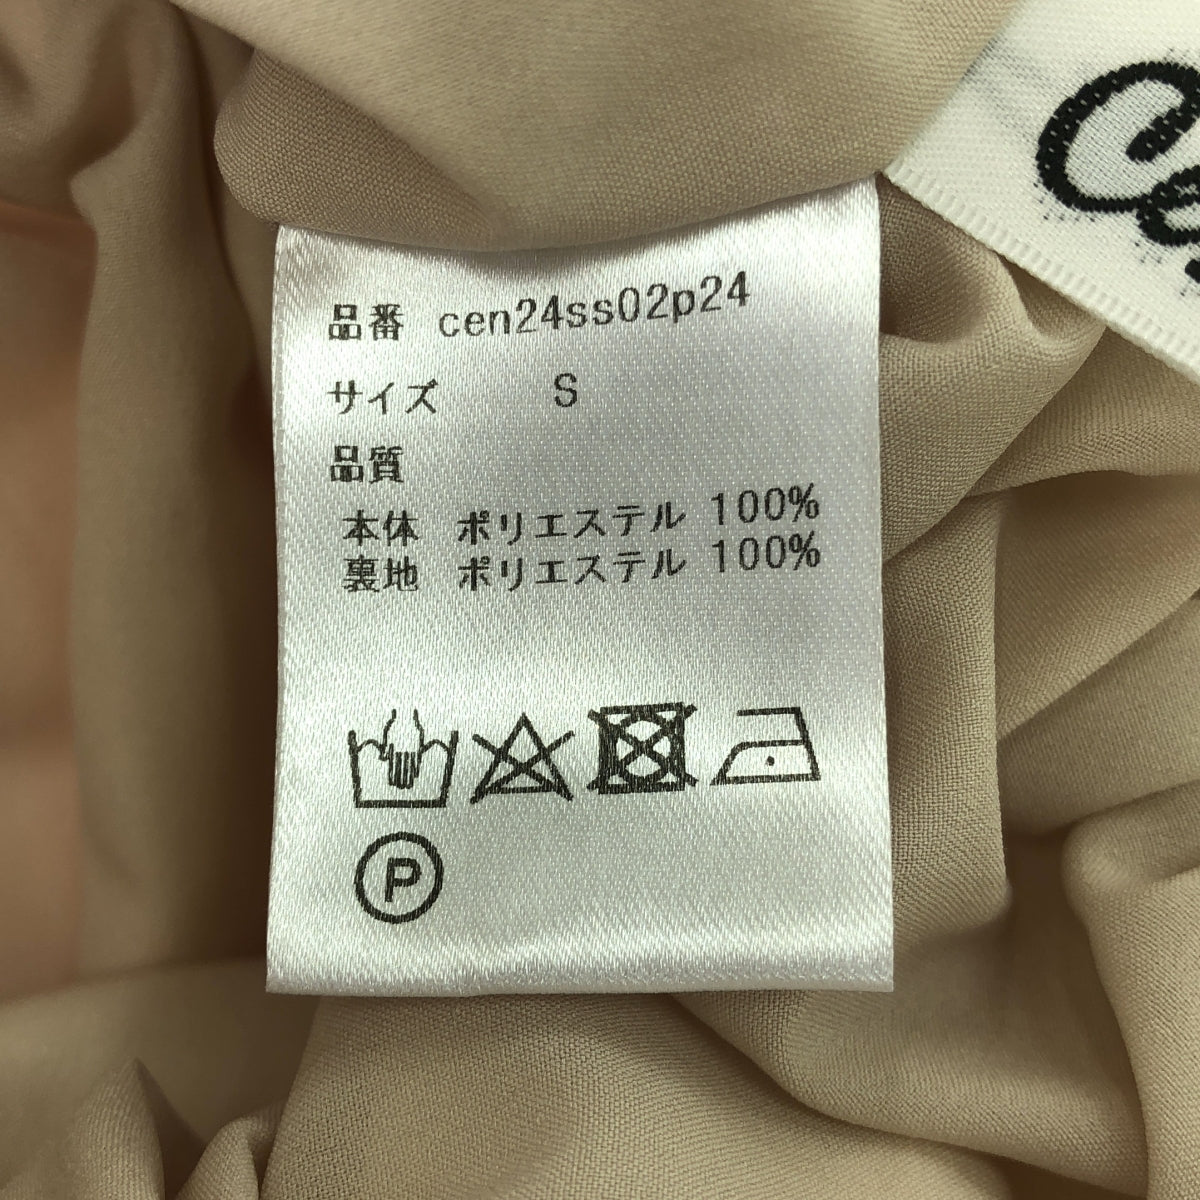 品番 cen24ss02p24
サイズ S
品質
本体 ポリエステル 100%
裏地 ポリエステル 100%
P